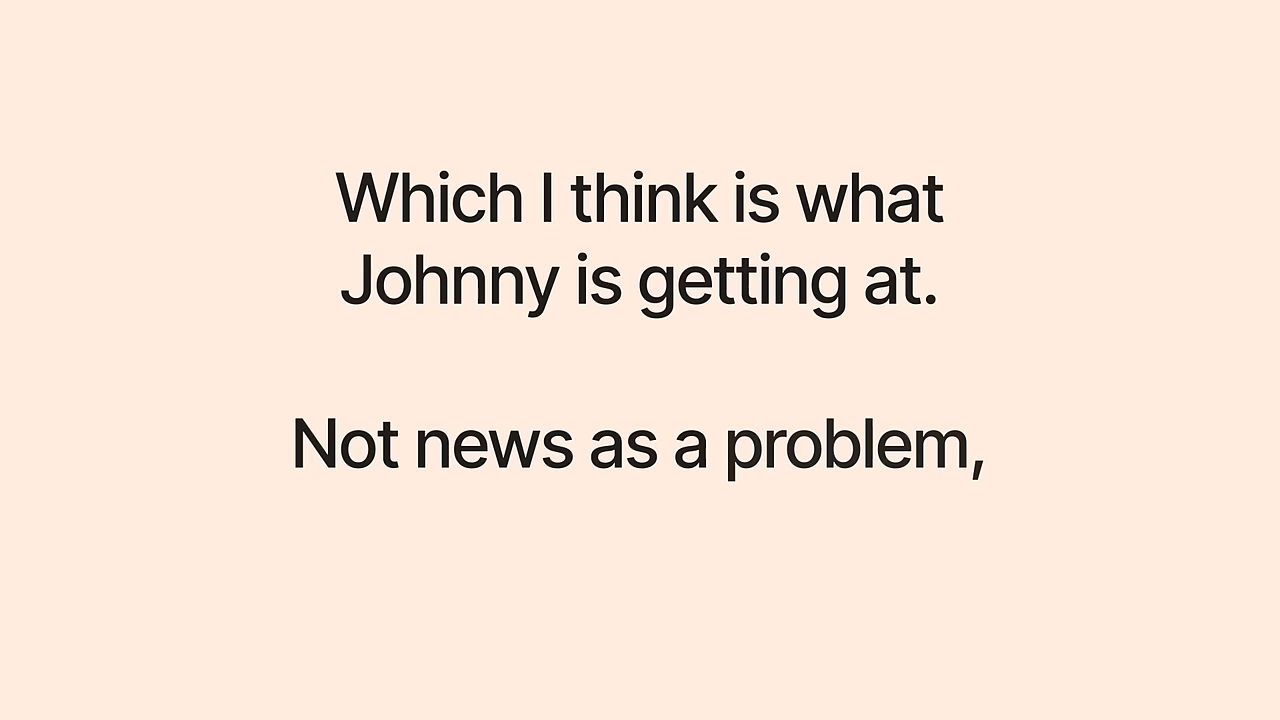 Which I think is what
Johnny is getting at.
Not news as a problem,